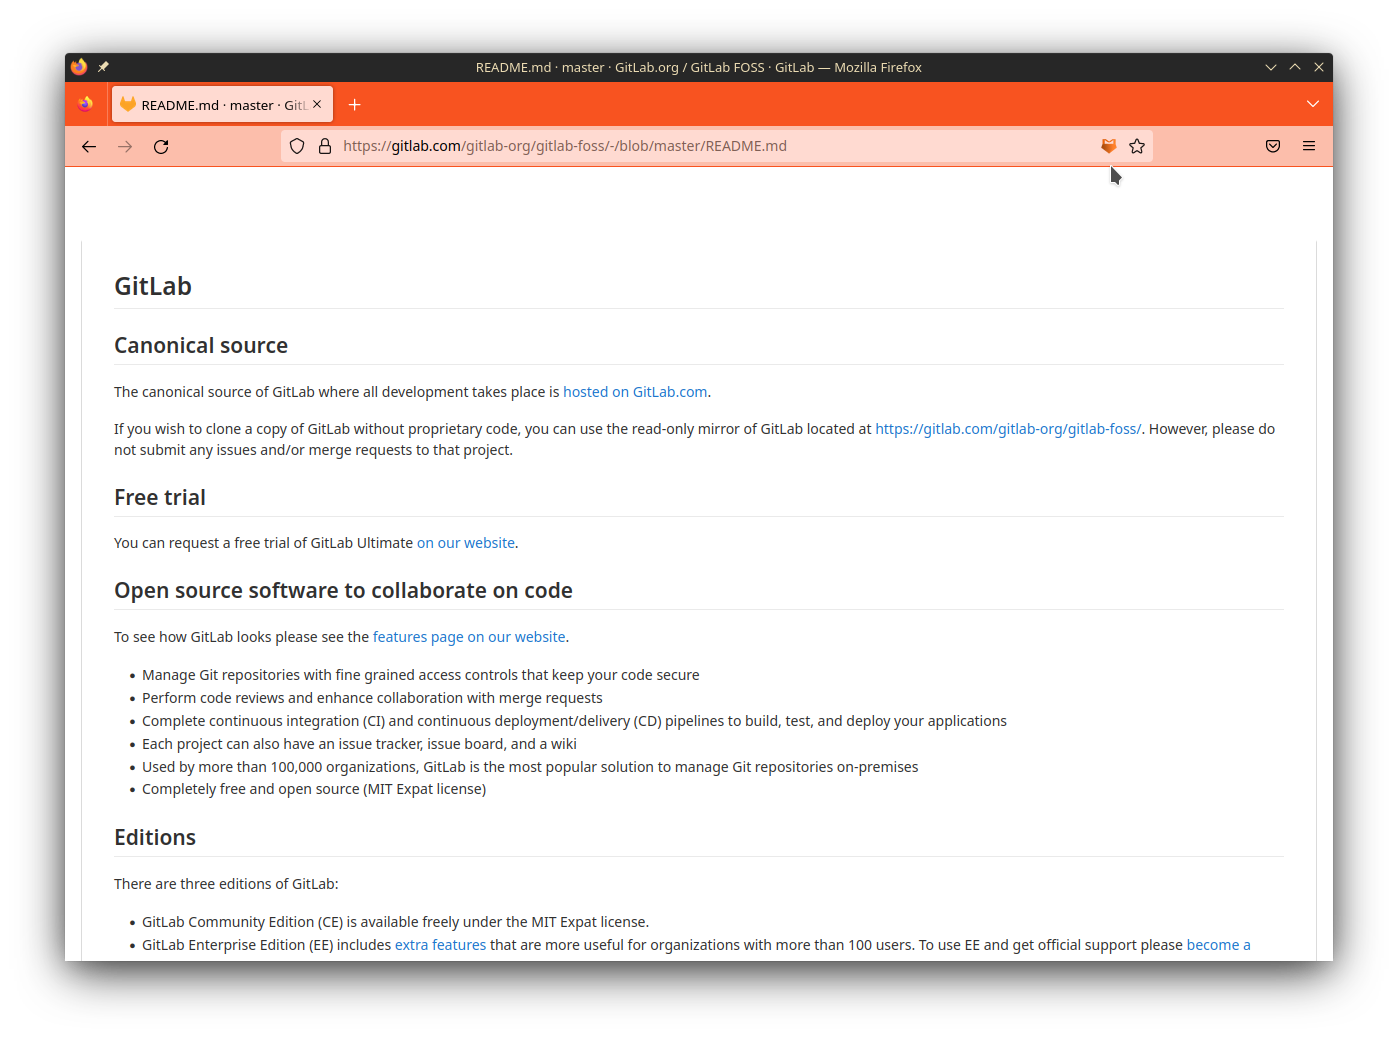 README.md · master · GitLab.org / GitLab FOSS · GitLab — Mozilla Firefox
README.md · master · GitL
https://gitlab.com/gitlab-org/gitlab-foss/-/blob/master/README.md
GitLab
Canonical source
The canonical source of GitLab where all development takes place is hosted on GitLab.com.
If you wish to clone a copy of GitLab without proprietary code, you can use the read-only mirror of GitLab located at https://gitlab.com/gitlab-org/gitlab-foss/. However, please do
not submit any issues and/or merge requests to that project.
Free trial
You can request a free trial of GitLab Ultimate on our website.
Open source software to collaborate on code
To see how GitLab looks please see the features page on our website.
• Manage Git repositories with fine grained access controls that keep your code secure
• Perform code reviews and enhance collaboration with merge requests
• Complete continuous integration (CI) and continuous deployment/delivery (CD) pipelines to build, test, and deploy your applications
• Each project can also have an issue tracker, issue board, and a wiki
• Used by more than 100,000 organizations, GitLab is the most popular solution to manage Git repositories on-premises
• Completely free and open source (MIT Expat license)
Editions
There are three editions of GitLab:
• GitLab Community Edition (CE) is available freely under the MIT Expat license.
• GitLab Enterprise Edition (EE) includes extra features that are more useful for organizations with more than 100 users. To use EE and get official support please become a